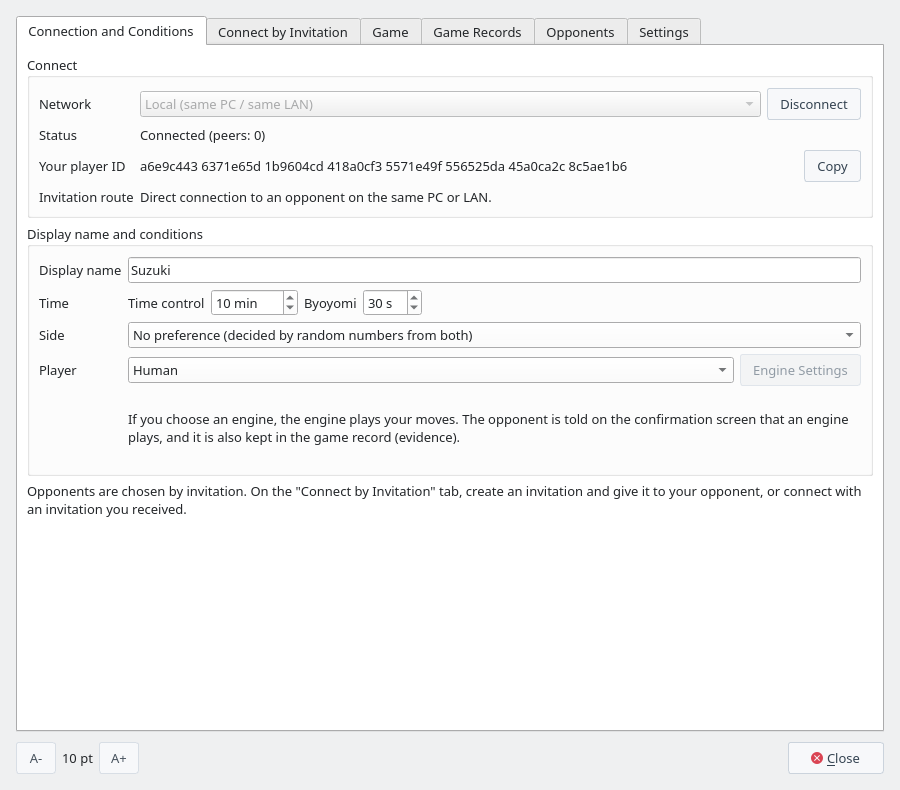 Connection and Conditions
Connect by Invitation
Game
Game Records
Opponents
Settings
Connect
Network
Local (same PC / same LAN)
Disconnect
Status
Connected (peers: 0)
Your player ID
a6e9c443 6371e65d 1b9604cd 418a0cf3 5571e49f 556525da 45a0ca2c 8c5ae1b6
Copy
Invitation route
Direct connection to an opponent on the same PC or LAN.
Display name and conditions
Display name
Suzuki
Time
Time control
10 min
Byoyomi
30 s
Side
No preference (decided by random numbers from both)
Player
Human
Engine Settings
If you choose an engine, the engine plays your moves. The opponent is told on the confirmation screen that an engine
plays, and it is also kept in the game record (evidence).
Opponents are chosen by invitation. On the "Connect by Invitation" tab, create an invitation and give it to your opponent, or connect with
an invitation you received.
A-
10 pt
A+
Close